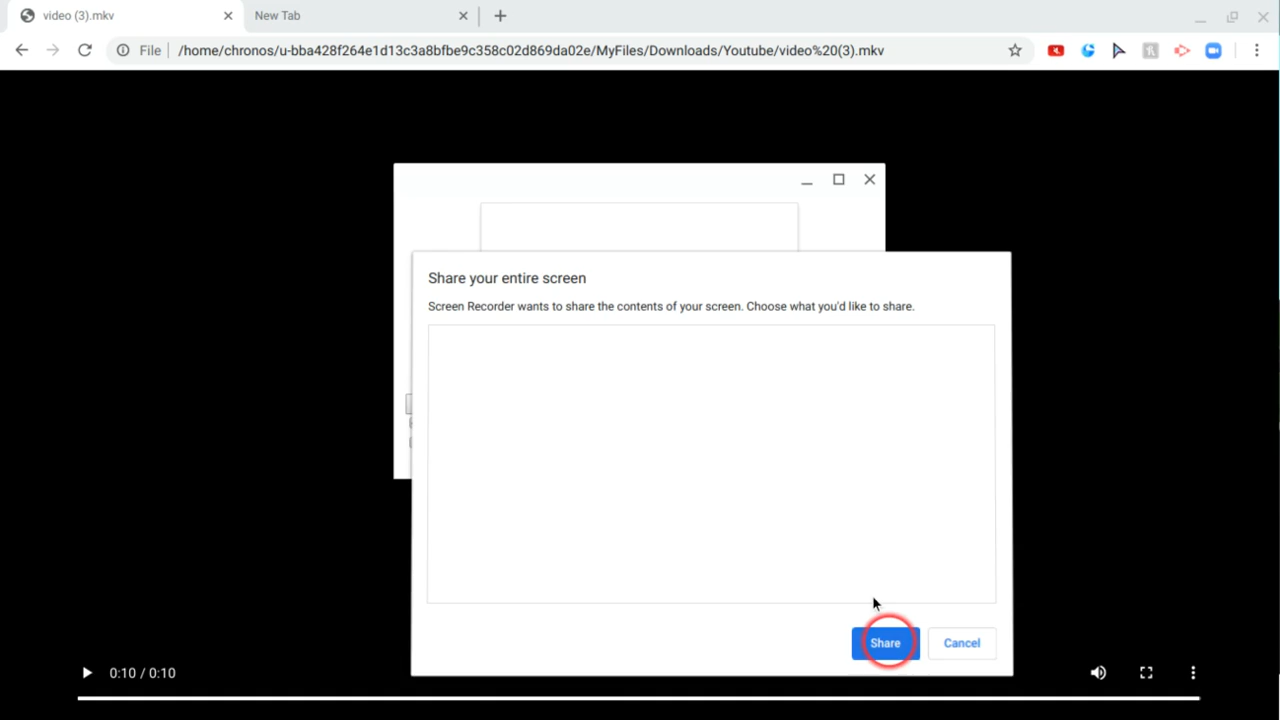 video (3).mkv
New Tab
File
/home/chronos/u-bba428f264e1d13c3a8bfbe9c358c02d869da02e/MyFiles/Downloads/Youtube/video%20(3).mkv
Share your entire screen
Screen Recorder wants to share the contents of your screen. Choose what you'd like to share.
Share
Cancel
0:10 / 0:10